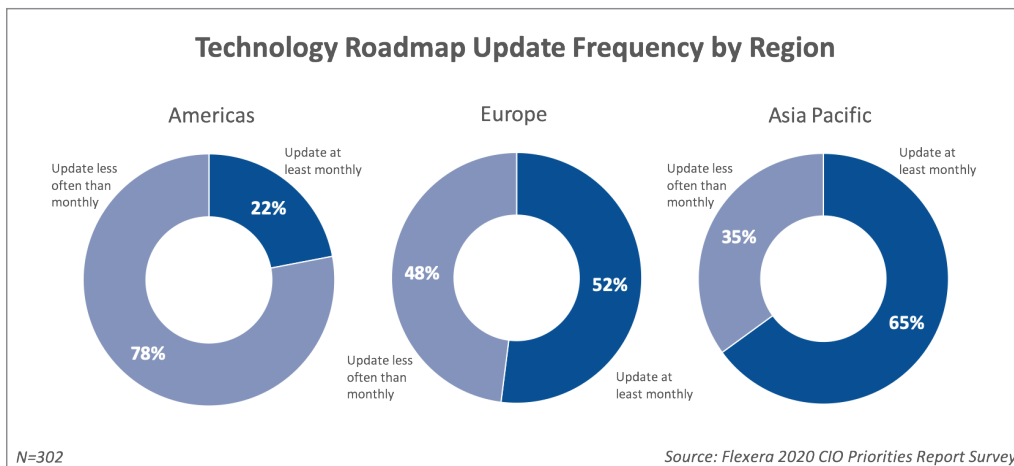 Technology Roadmap Update Frequency by Region
Americas
Update less
often than
monthly
Update at
least monthly
22%
78%
Europe
48%
52%
Update less
often than
monthly
Update at
least monthly
Asia Pacific
Update less
often than
monthly
Update at
least monthly
35%
65%
N=302
Source: Flexera 2020 CIO Priorities Report Survey